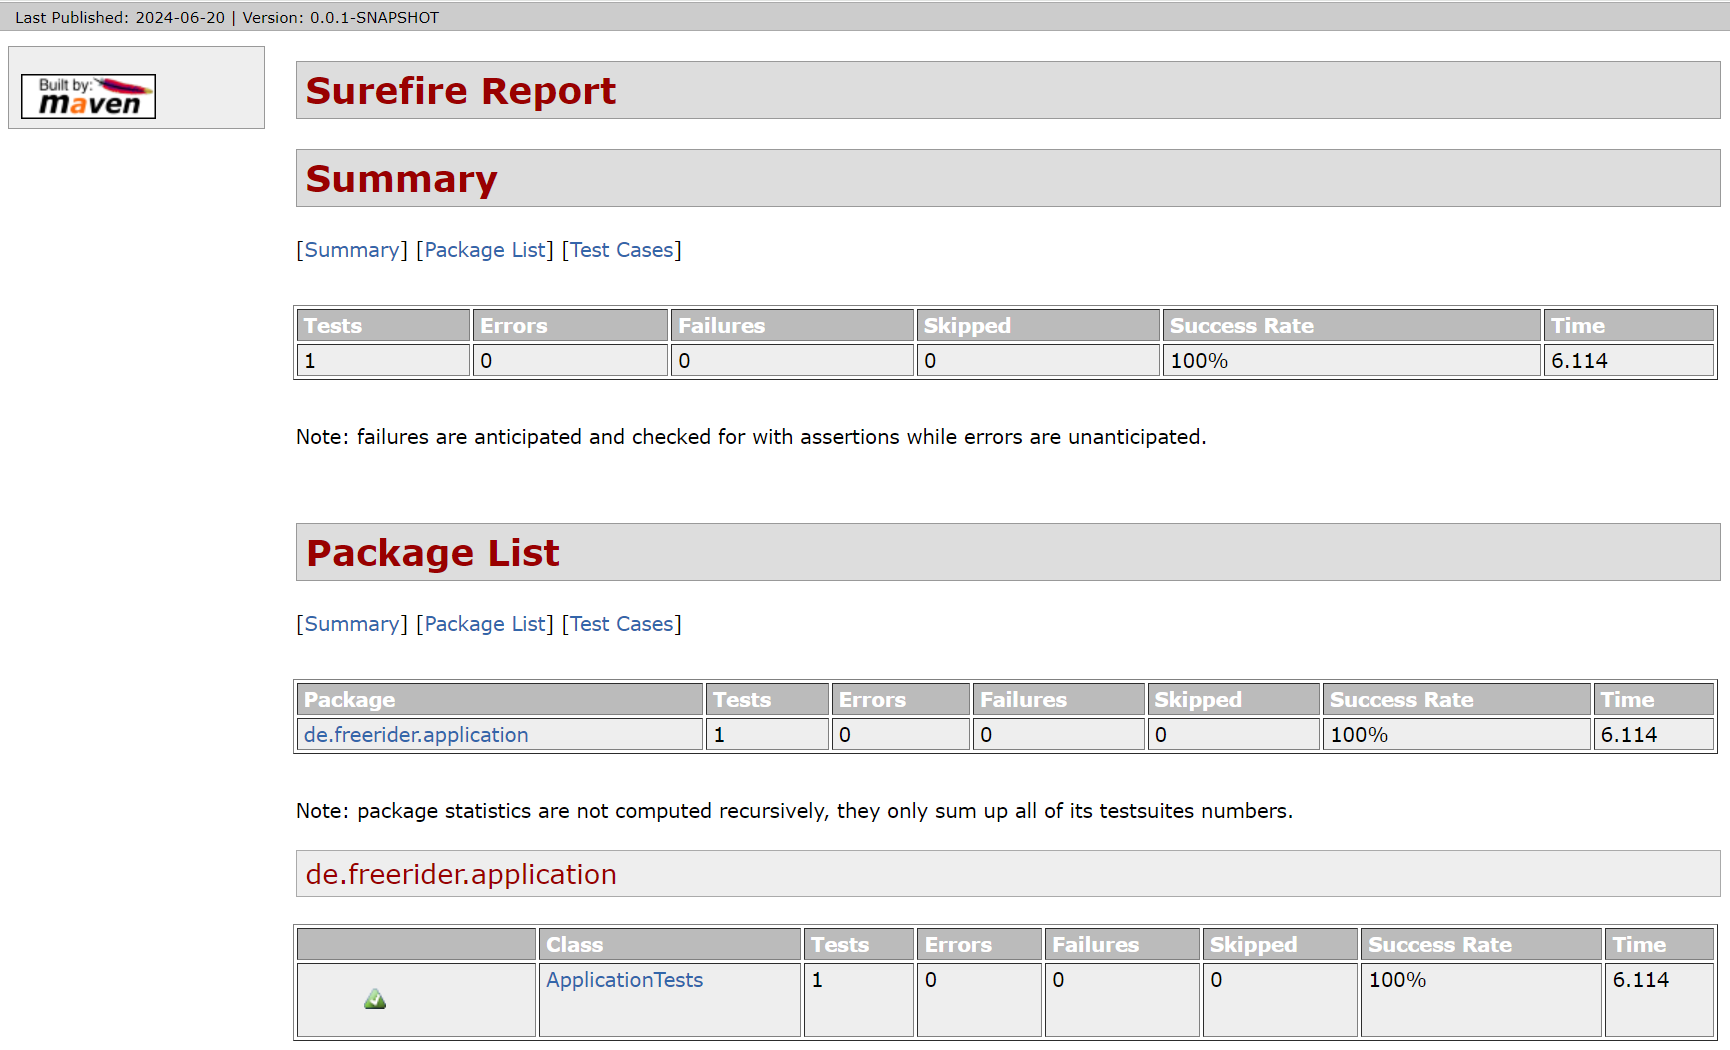 Last Published: 2024-06-20 | Version: 0.0.1-SNAPSHOT
Built by:
maven
Surefire Report
Summary
[Summary] [Package List] [Test Cases]
Tests Errors Failures Skipped Success Rate Time
1 0 0 0 100% 6.114
Note: failures are anticipated and checked for with assertions while errors are unanticipated.
Package List
[Summary] [Package List] [Test Cases]
Package Tests Errors Failures Skipped Success Rate Time
de.freerider.application 1 0 0 0 100% 6.114
Note: package statistics are not computed recursively, they only sum up all of its testsuites numbers.
de.freerider.application
Class Tests Errors Failures Skipped Success Rate Time
ApplicationTests 1 0 0 0 100% 6.114